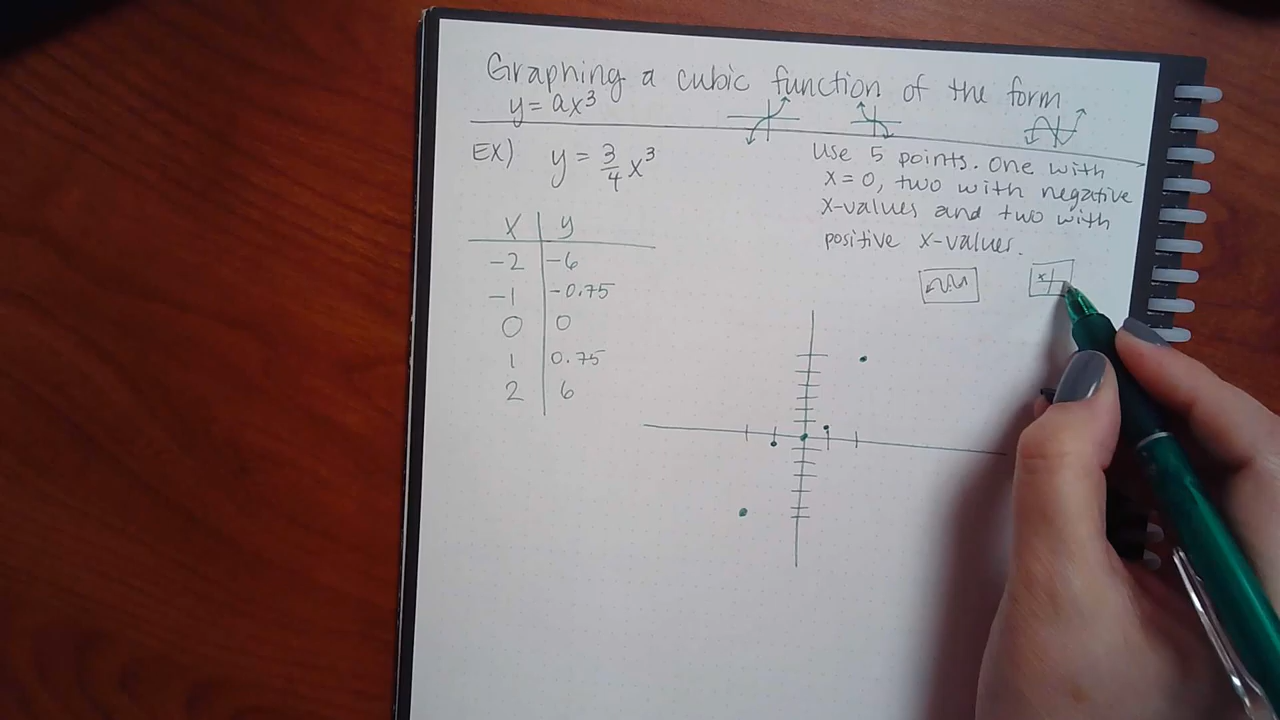 Graphing a cubic function of the form
y = ax³
EX) y = 3/4 x³
Use 5 points. One with
x = 0, two with negative
x-values and two with
positive x-values.
x y
-2 -6
-1 -0.75
0 0
1 0.75
2 6